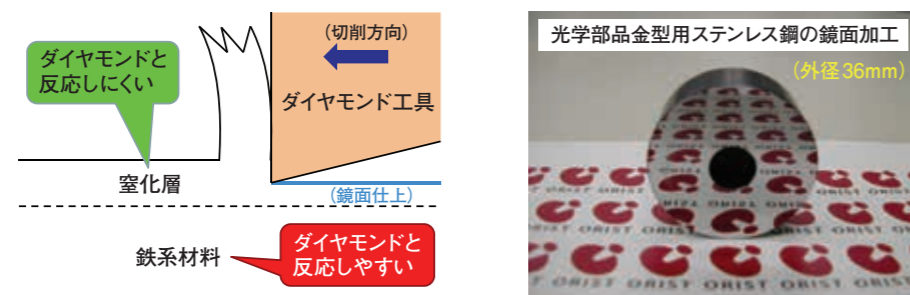 (切削方向)
ダイヤモンドと
反応しにくい
ダイヤモンド工具
窒化層
(鏡面仕上)
鉄系材料
ダイヤモンドと
反応しやすい
光学部品金型用ステンレス鋼の鏡面加工
(外径36mm)
ORIST ORIST ORIST
ORIST ORIST ORIST ORIST